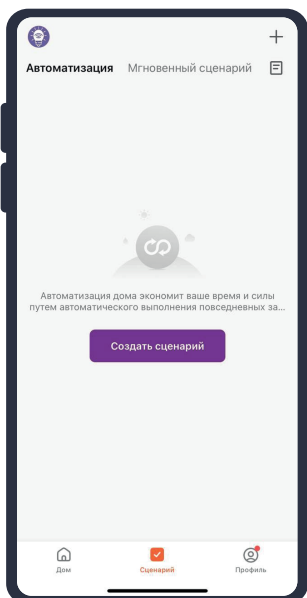 Автоматизация Мгновенный сценарий
Автоматизация дома экономит ваше время и силы
путем автоматического выполнения повседневных за...
Создать сценарий
Дом Сценарий Профиль